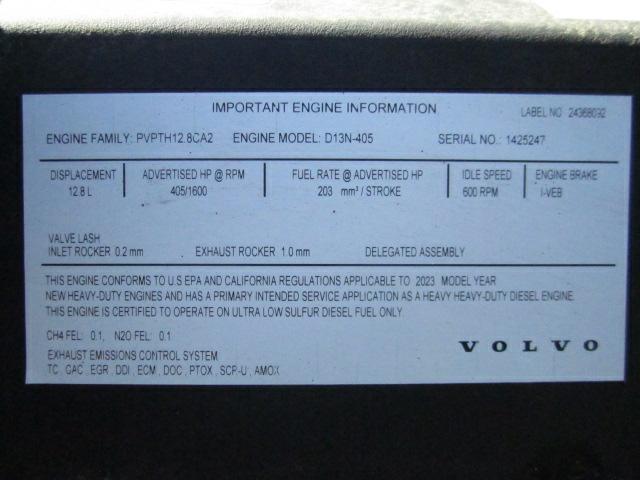 IMPORTANT ENGINE INFORMATION
LABEL NO 24368092
ENGINE FAMILY: PVPTH12.8CA2 ENGINE MODEL: D13N-405 SERIAL NO.: 1425247
DISPLACEMENT ADVERTISED HP @ RPM FUEL RATE @ ADVERTISED HP IDLE SPEED ENGINE BRAKE
12.8 L 405/1600 203 mm³ / STROKE 600 RPM I-VEB
VALVE LASH
INLET ROCKER 0.2 mm EXHAUST ROCKER 1.0 mm DELEGATED ASSEMBLY
THIS ENGINE CONFORMS TO U.S EPA AND CALIFORNIA REGULATIONS APPLICABLE TO 2023 MODEL YEAR
NEW HEAVY-DUTY ENGINES AND HAS A PRIMARY INTENDED SERVICE APPLICATION AS A HEAVY HEAVY-DUTY DIESEL ENGINE.
THIS ENGINE IS CERTIFIED TO OPERATE ON ULTRA LOW SULFUR DIESEL FUEL ONLY.
CH4 FEL: 0.1, N2O FEL: 0.1
VOLVO
EXHAUST EMISSIONS CONTROL SYSTEM
TC , CAC , EGR , DDI , ECM , DOC , PTOX , SCR-U , AMOX